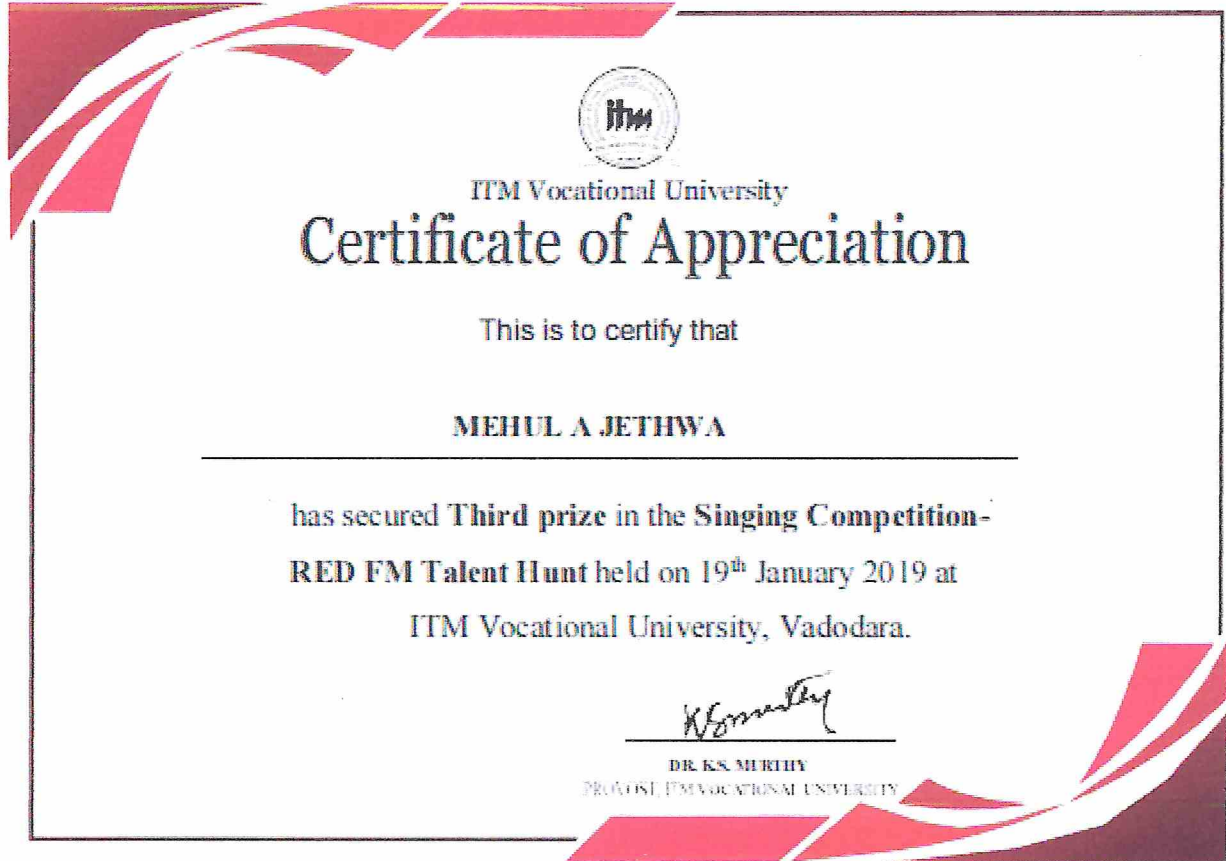 itm
ITM Vocational University
Certificate of Appreciation
This is to certify that
MEHUL A JETHWA
has secured Third prize in the Singing Competition-
RED FM Talent Hunt held on 19th January 2019 at
ITM Vocational University, Vadodara.
KSmurthy
DR. K.S. MURTHY
PROVOST, ITM VOCATIONAL UNIVERSITY